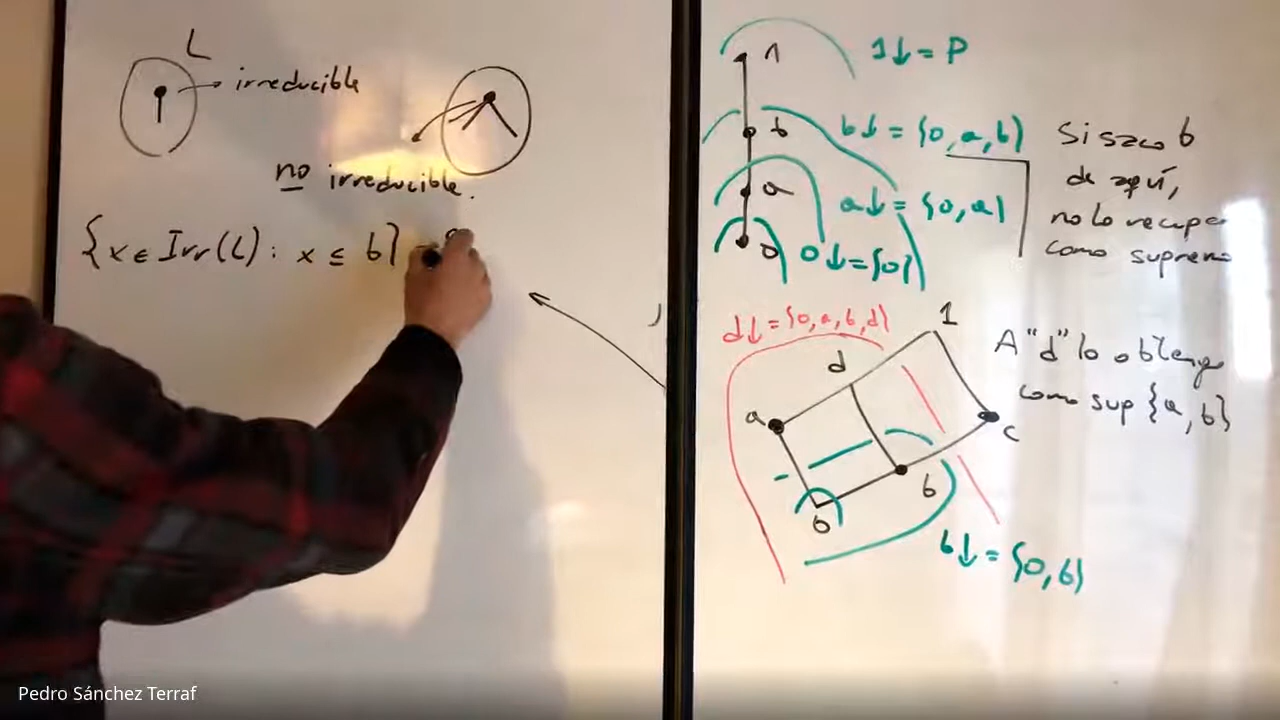 L
irreducible
no irreducible.
{x ∈ Irr(L) : x ≤ b}
1
1↓ = P
b
b↓ = {0, a, b}
a
a↓ = {0, a}
0
0↓ = {0}
Si saco b
de aquí,
no lo recupero
como supremo
d↓ = {0, a, b, d}
1
d
a
c
b
0
b↓ = {0, b}
A "d" lo obtengo
como sup {a, b}
Pedro Sánchez Terraf